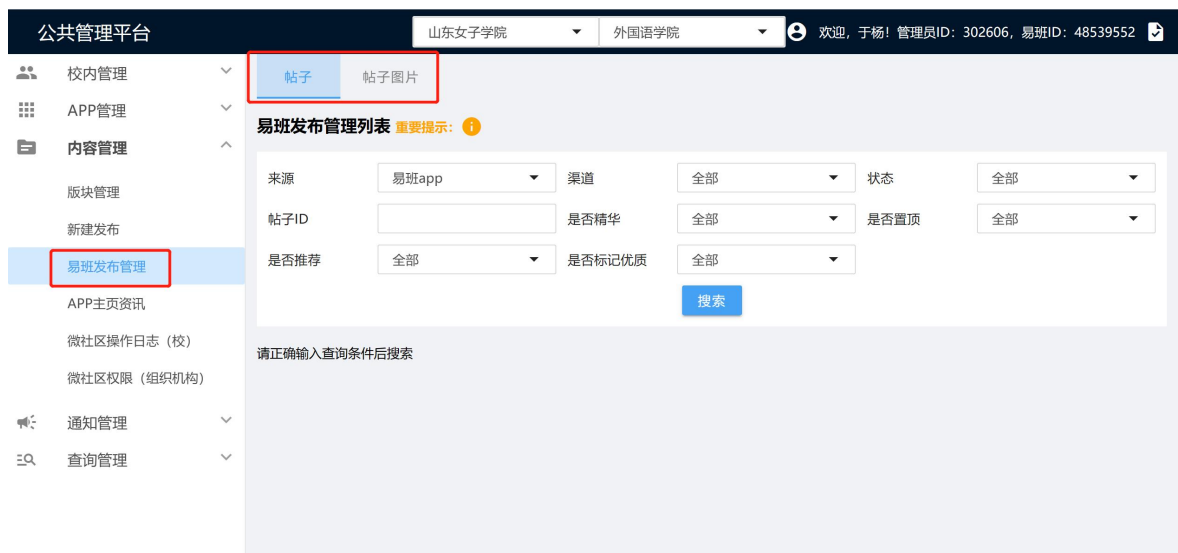 公共管理平台 山东女子学院 外国语学院 欢迎，于杨！管理员ID：302606，易班ID：48539552
校内管理
APP管理
内容管理
版块管理
新建发布
易班发布管理
APP主页资讯
微社区操作日志（校）
微社区权限（组织机构）
通知管理
查询管理
帖子 帖子图片
易班发布管理列表 重要提示：
来源 易班app 渠道 全部 状态 全部
帖子ID 是否精华 全部 是否置顶 全部
是否推荐 全部 是否标记优质 全部
搜索
请正确输入查询条件后搜索